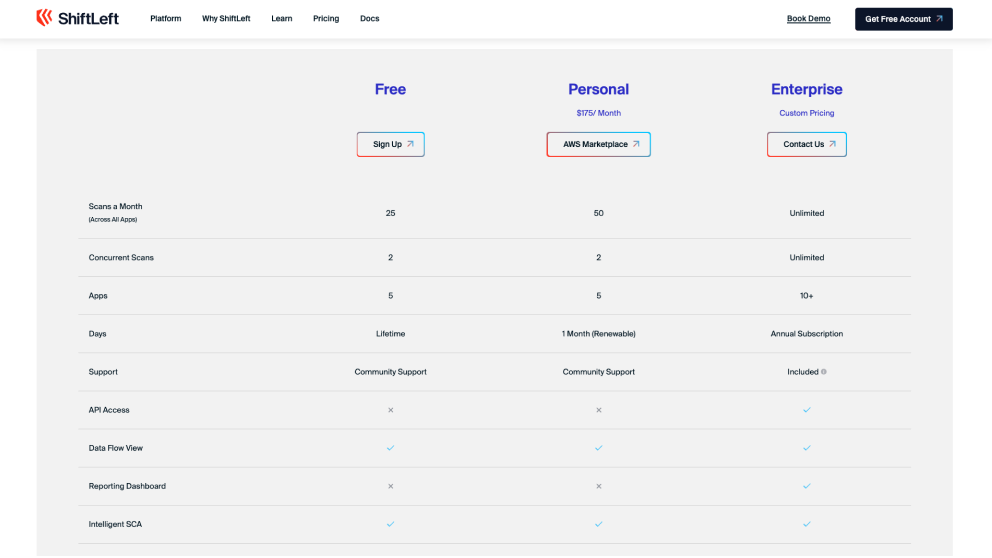 ShiftLeft Platform Why ShiftLeft Learn Pricing Docs Book Demo Get Free Account
Free Personal Enterprise
$175/ Month Custom Pricing
Sign Up AWS Marketplace Contact Us
Scans a Month
(Across All Apps) 25 50 Unlimited
Concurrent Scans 2 2 Unlimited
Apps 5 5 10+
Days Lifetime 1 Month (Renewable) Annual Subscription
Support Community Support Community Support Included
API Access
Data Flow View
Reporting Dashboard
Intelligent SCA